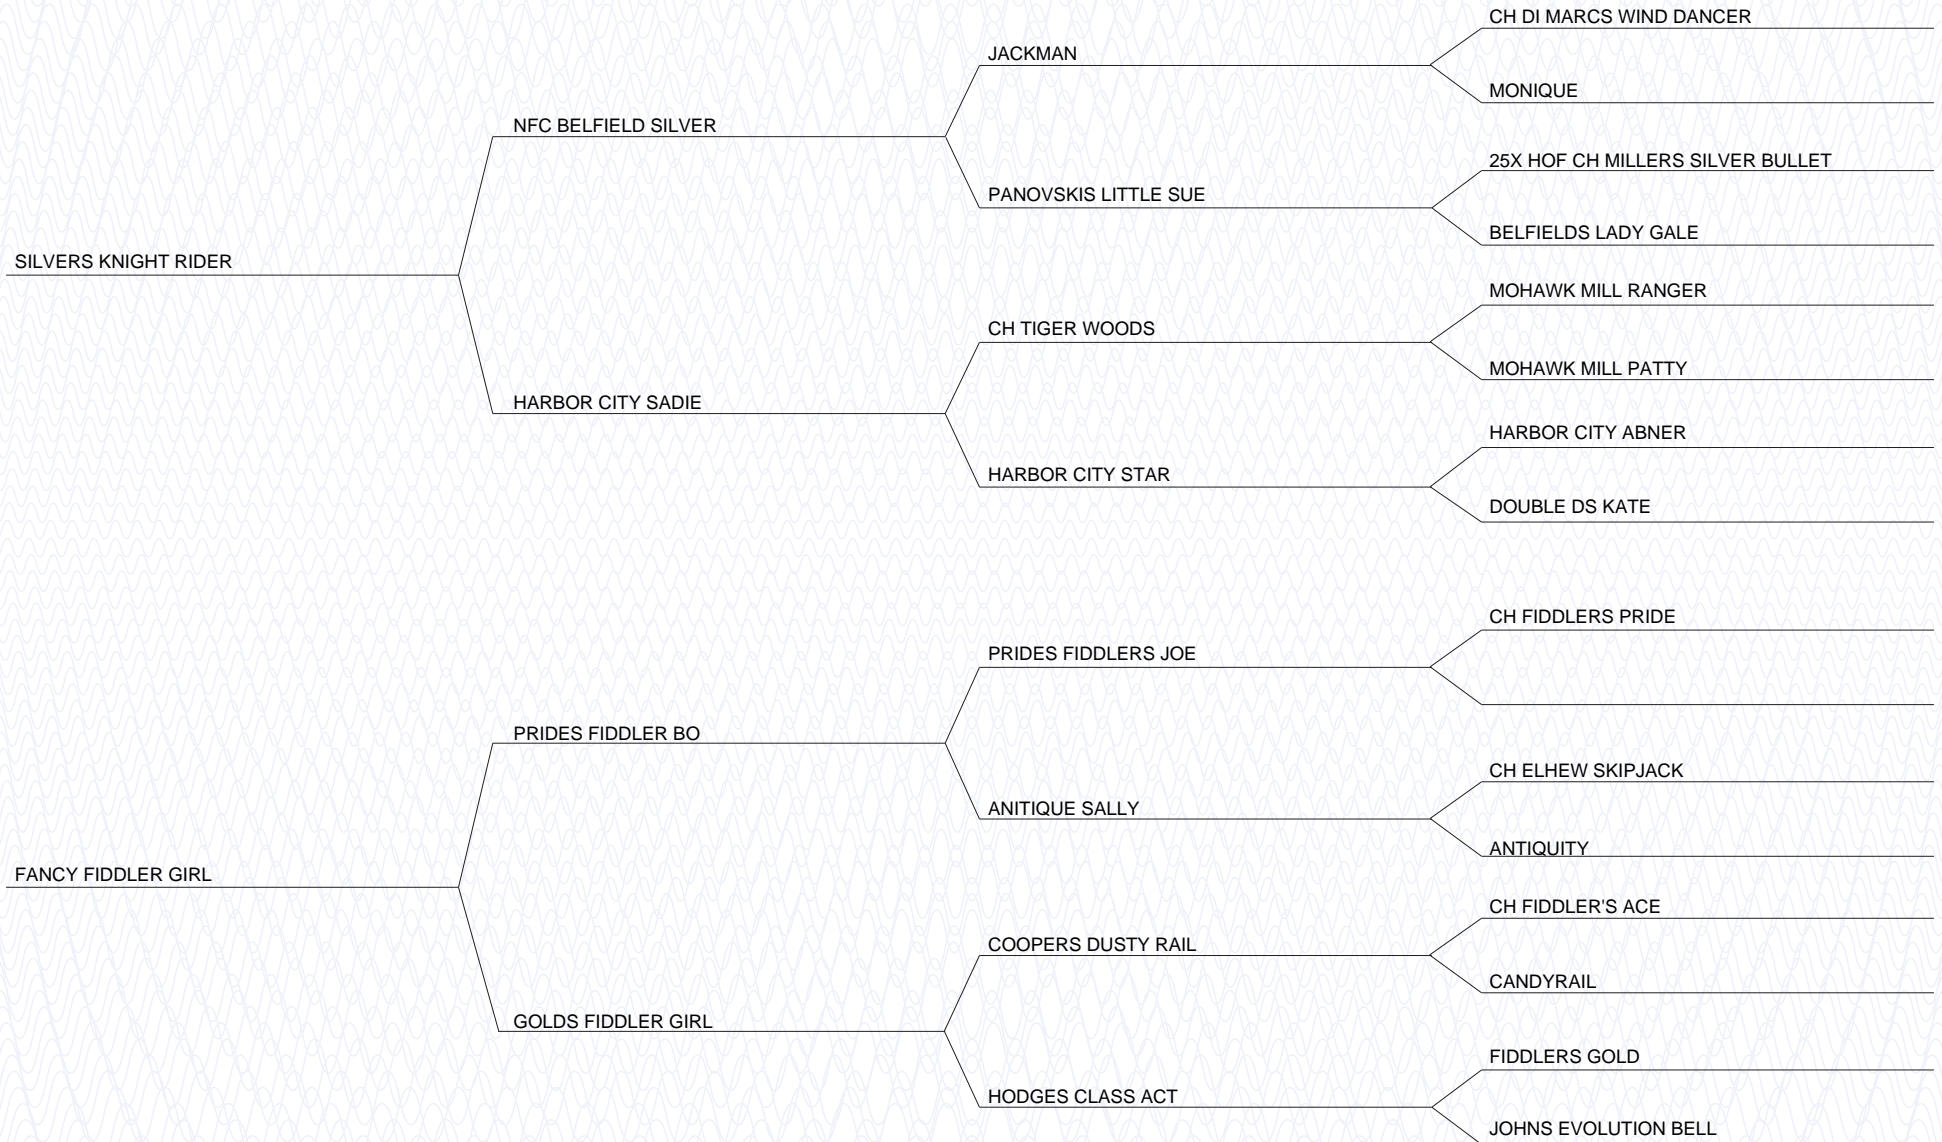 CH DI MARCS WIND DANCER
JACKMAN
MONIQUE
NFC BELFIELD SILVER
25X HOF CH MILLERS SILVER BULLET
PANOVSKIS LITTLE SUE
BELFIELDS LADY GALE
SILVERS KNIGHT RIDER
MOHAWK MILL RANGER
CH TIGER WOODS
MOHAWK MILL PATTY
HARBOR CITY SADIE
HARBOR CITY ABNER
HARBOR CITY STAR
DOUBLE DS KATE
CH FIDDLERS PRIDE
PRIDES FIDDLERS JOE
PRIDES FIDDLER BO
CH ELHEW SKIPJACK
ANITIQUE SALLY
ANTIQUITY
FANCY FIDDLER GIRL
CH FIDDLER'S ACE
COOPERS DUSTY RAIL
CANDYRAIL
GOLDS FIDDLER GIRL
FIDDLERS GOLD
HODGES CLASS ACT
JOHNS EVOLUTION BELL